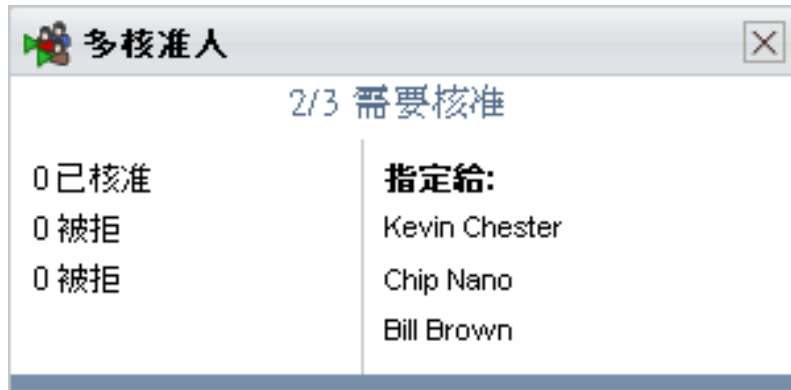 多核准人
2/3 需要核准
0 已核准
0 被拒
0 被拒
指定給:
Kevin Chester
Chip Nano
Bill Brown